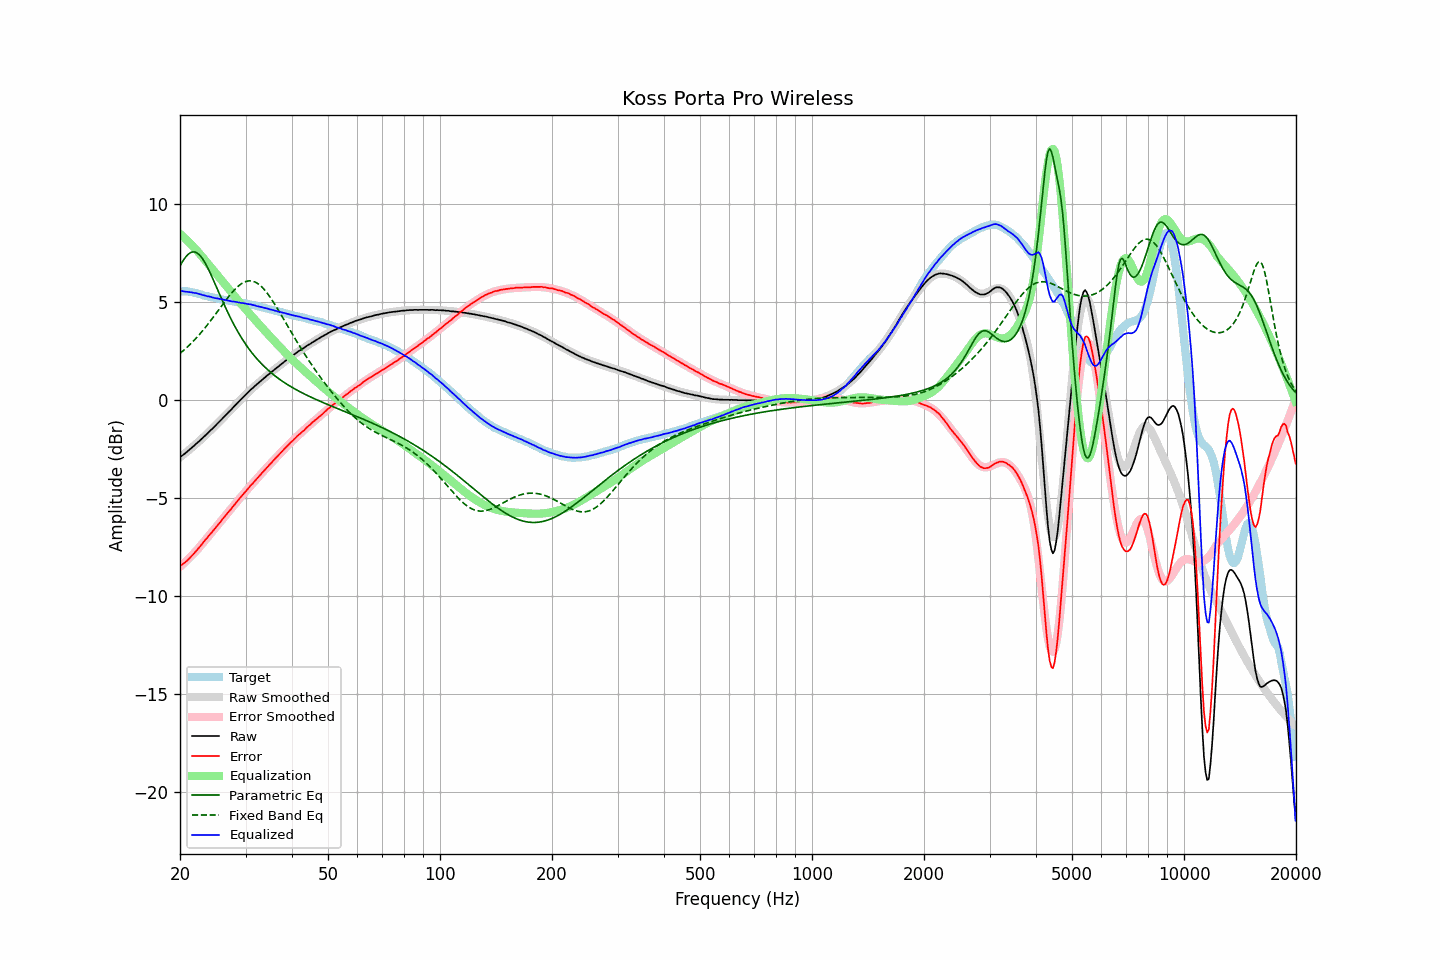 Koss Porta Pro Wireless
Amplitude (dBr)
10
5
0
−5
−10
−15
−20
Target
Raw Smoothed
Error Smoothed
Raw
Error
Equalization
Parametric Eq
Fixed Band Eq
Equalized
20 50 100 200 500 1000 2000 5000 10000 20000
Frequency (Hz)